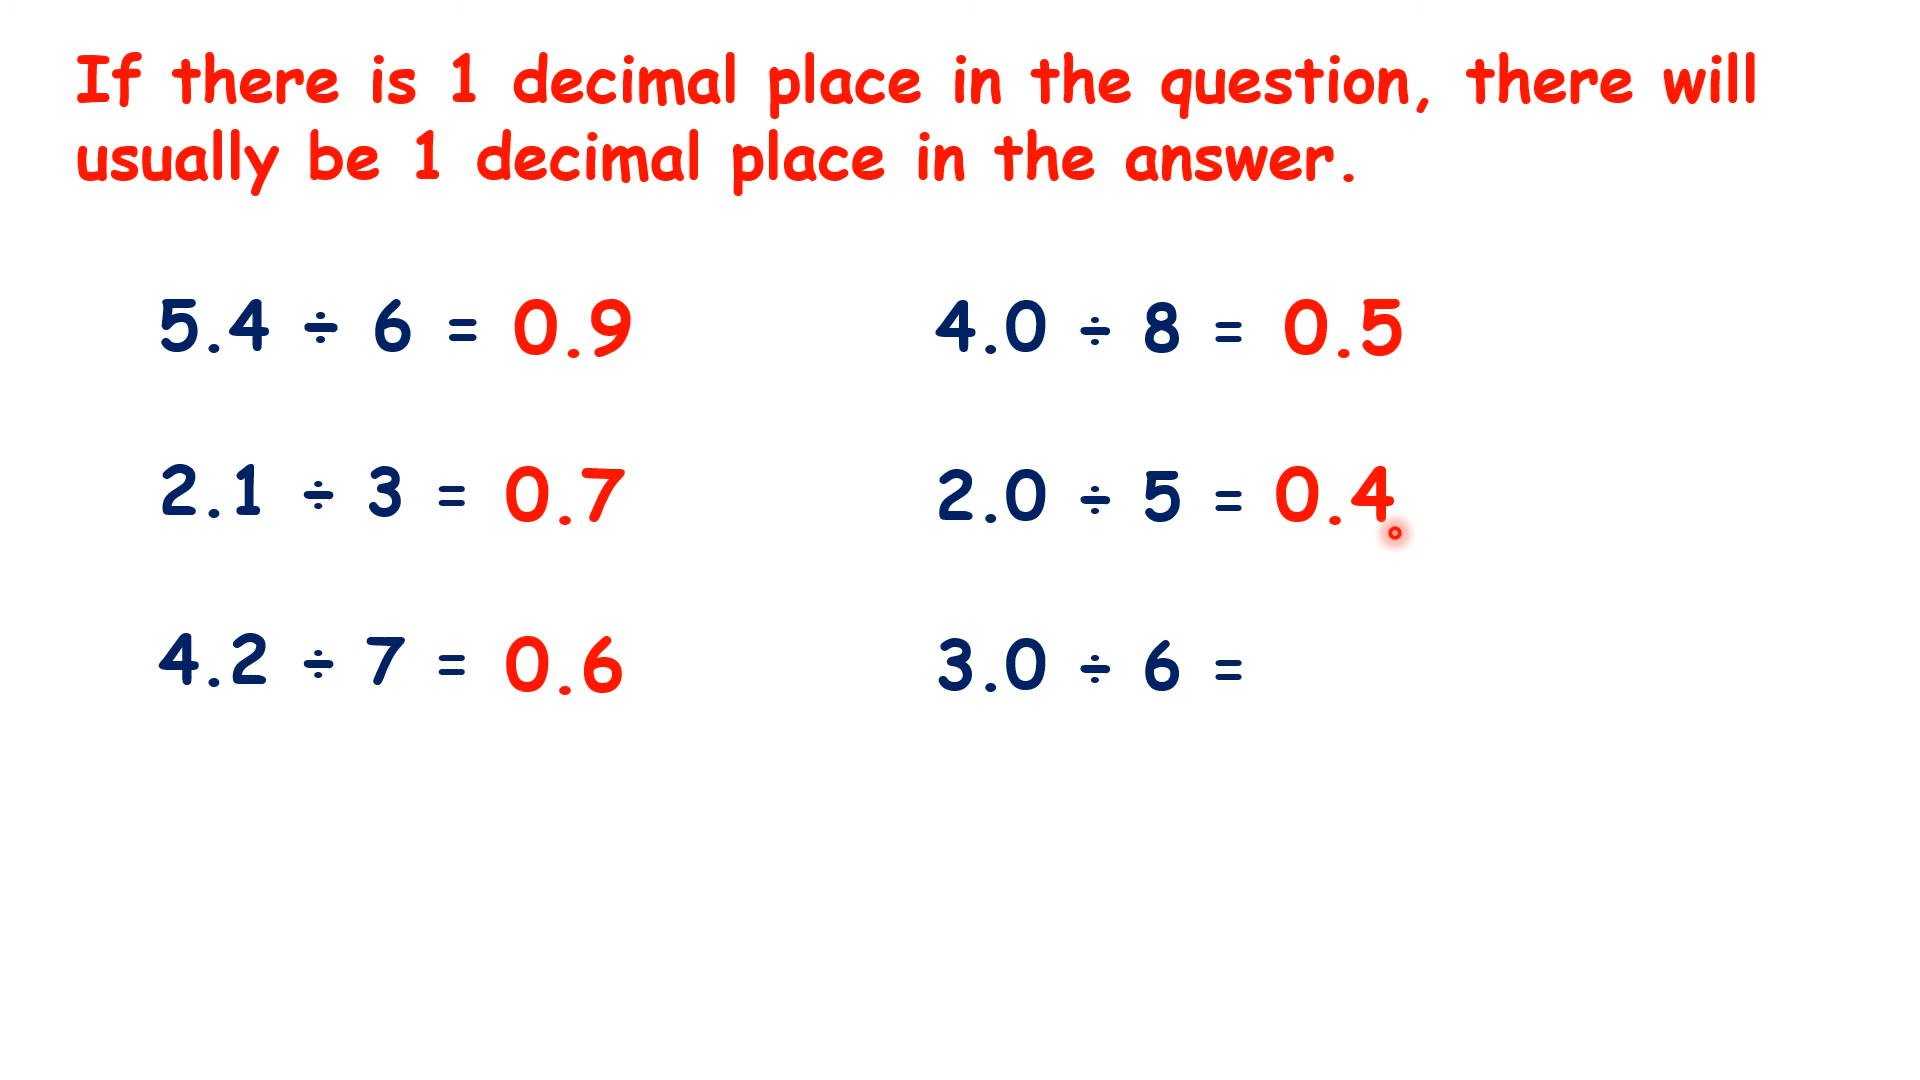 If there is 1 decimal place in the question, there will
usually be 1 decimal place in the answer.
5.4 ÷ 6 = 0.9
4.0 ÷ 8 = 0.5
2.1 ÷ 3 = 0.7
2.0 ÷ 5 = 0.4
4.2 ÷ 7 = 0.6
3.0 ÷ 6 =